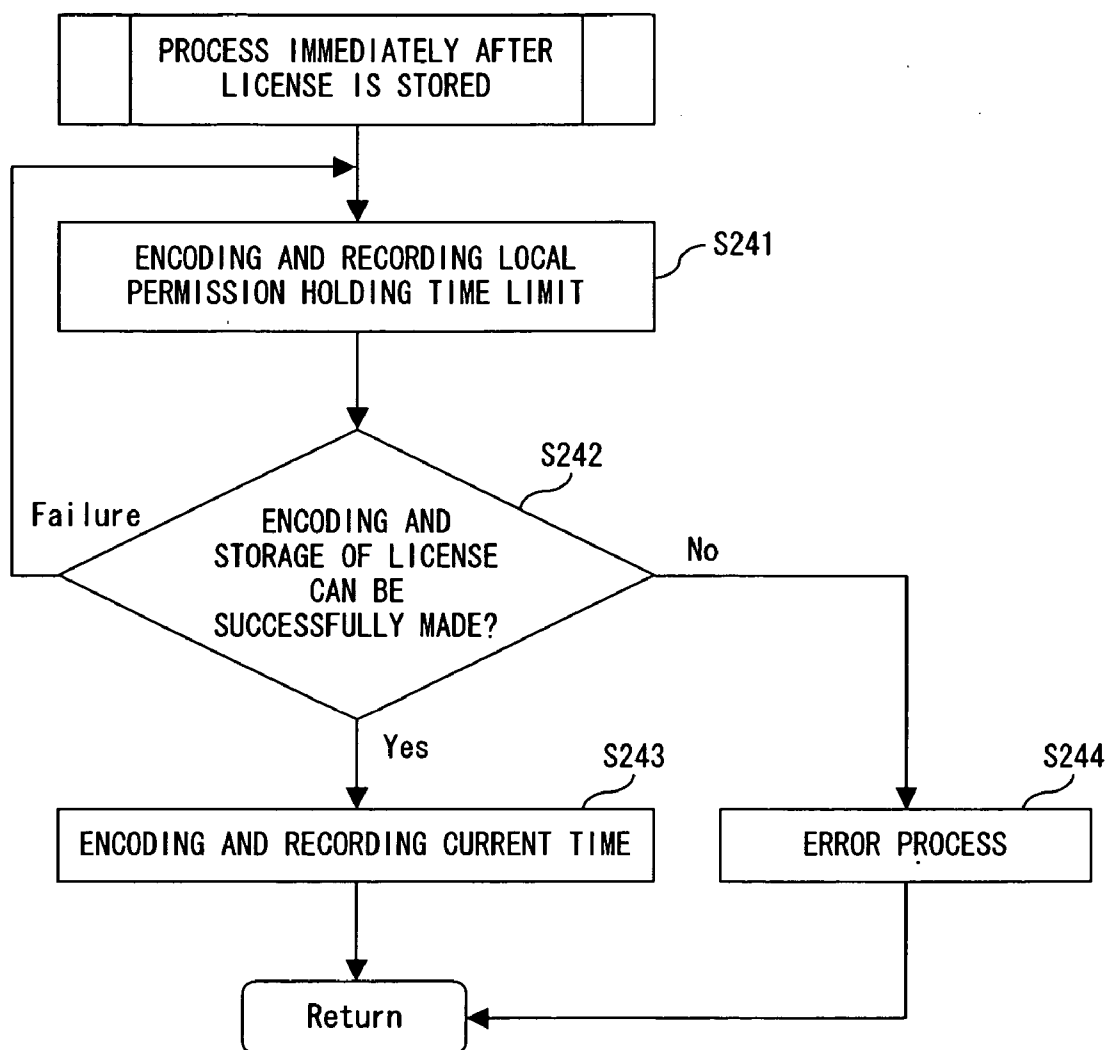 PROCESS IMMEDIATELY AFTER
LICENSE IS STORED
ENCODING AND RECORDING LOCAL
PERMISSION HOLDING TIME LIMIT
S241
S242
Failure
ENCODING AND
STORAGE OF LICENSE
CAN BE
SUCCESSFULLY MADE?
No
Yes
S243
S244
ENCODING AND RECORDING CURRENT TIME
ERROR PROCESS
Return